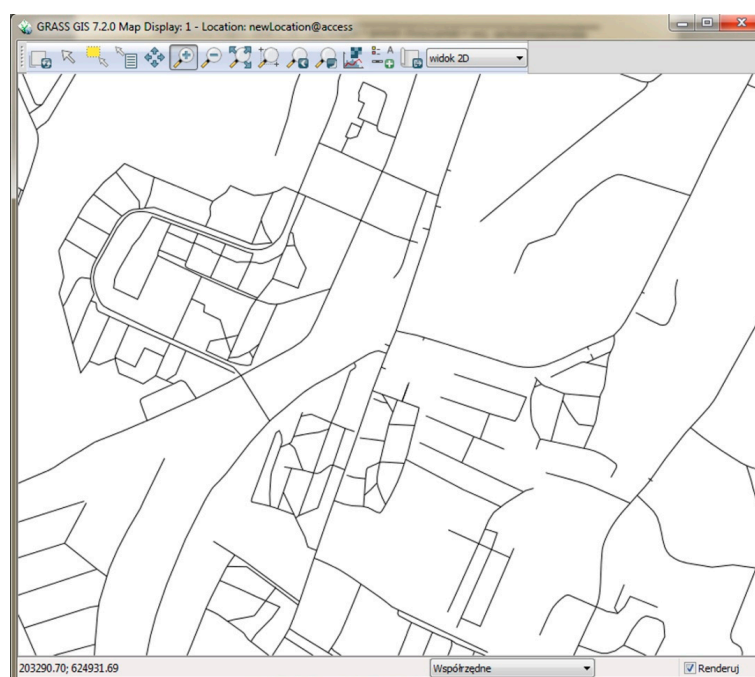 GRASS GIS 7.2.0 Map Display: 1 - Location: newLocation@access
widok 2D
203290.70; 624931.69
Współrzędne
Renderuj